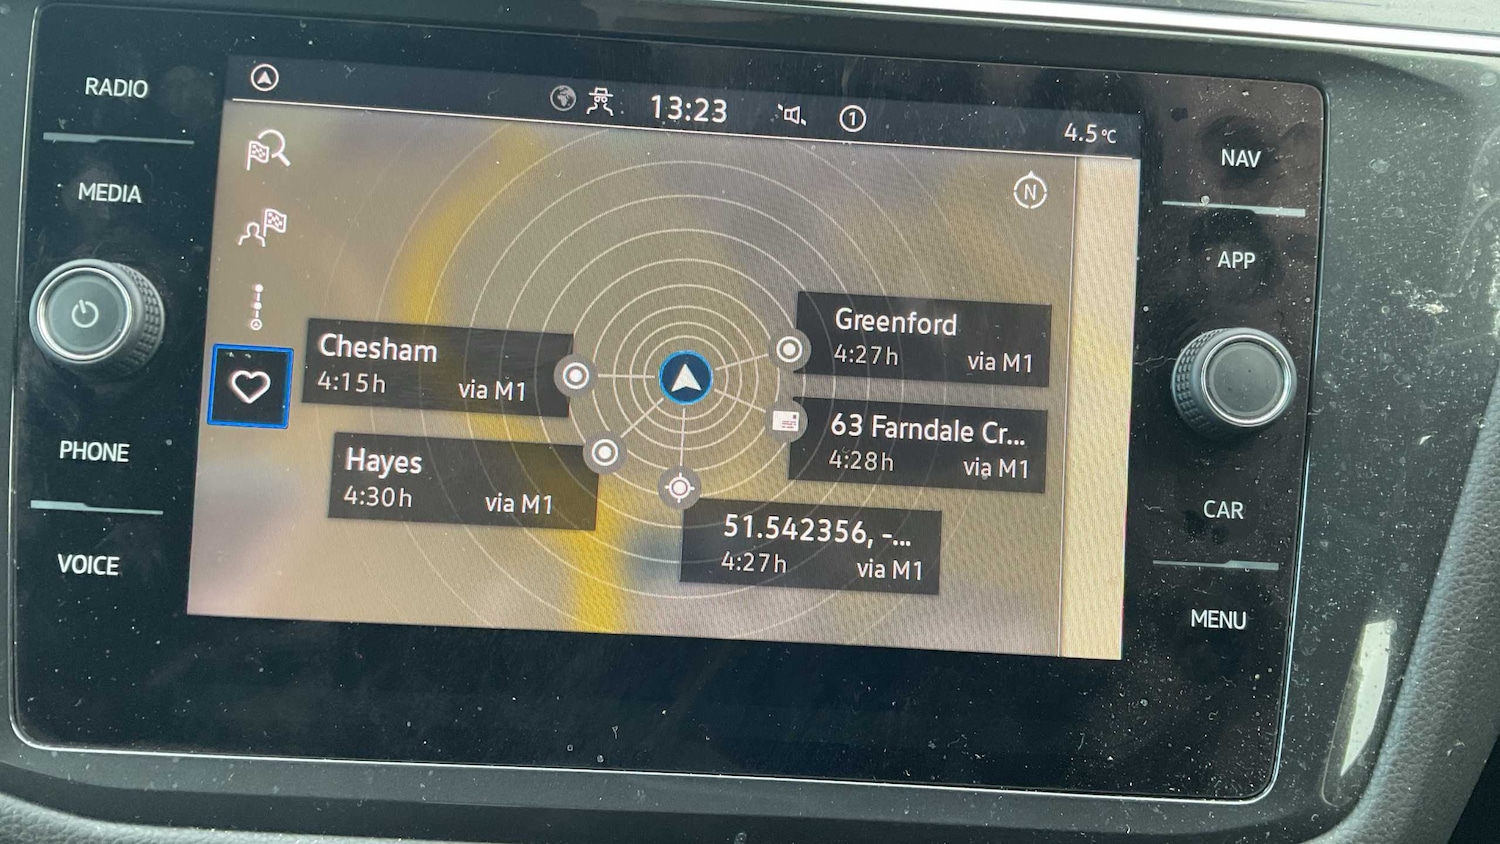 RADIO
MEDIA
PHONE
VOICE
13:23
1
4.5°C
N
Chesham
4:15h via M1
Hayes
4:30h via M1
Greenford
4:27h via M1
63 Farndale Cr...
4:28h via M1
51.542356, -...
4:27h via M1
NAV
APP
CAR
MENU